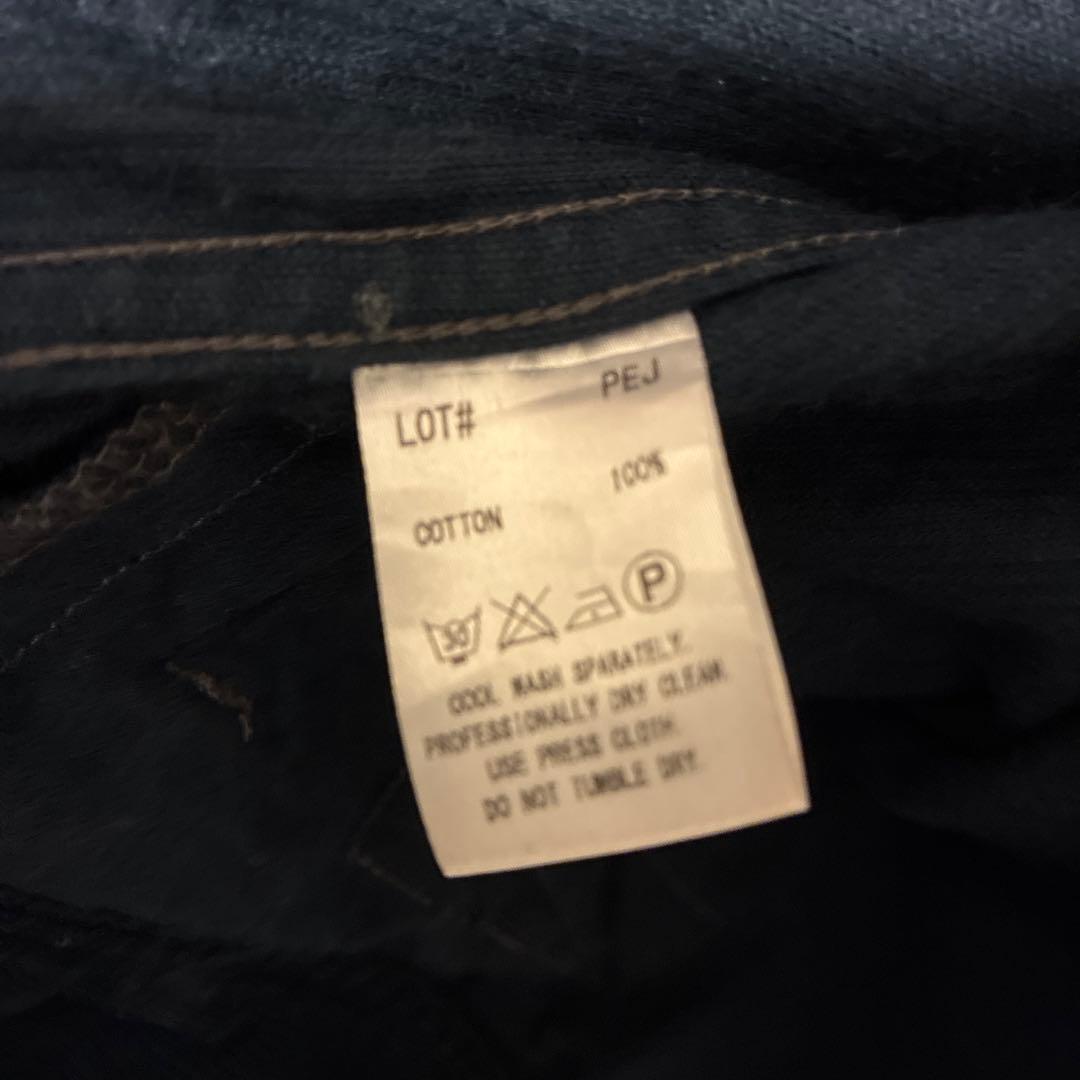 LOT# PEJ
COTTON 100%
30 P
COOL WASH SPARATELY.
PROFESSIONALLY DRY CLEAN.
USE PRESS CLOTH.
DO NOT TUMBLE DRY.